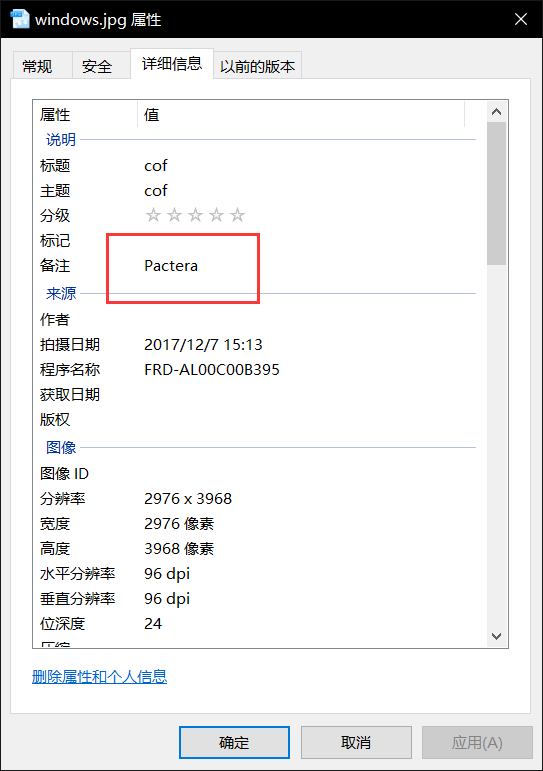 windows.jpg 属性
常规 安全 详细信息 以前的版本
属性 值
说明
标题 cof
主题 cof
分级
标记
备注 Pactera
来源
作者
拍摄日期 2017/12/7 15:13
程序名称 FRD-AL00C00B395
获取日期
版权
图像
图像 ID
分辨率 2976 x 3968
宽度 2976 像素
高度 3968 像素
水平分辨率 96 dpi
垂直分辨率 96 dpi
位深度 24
删除属性和个人信息
确定 取消 应用(A)